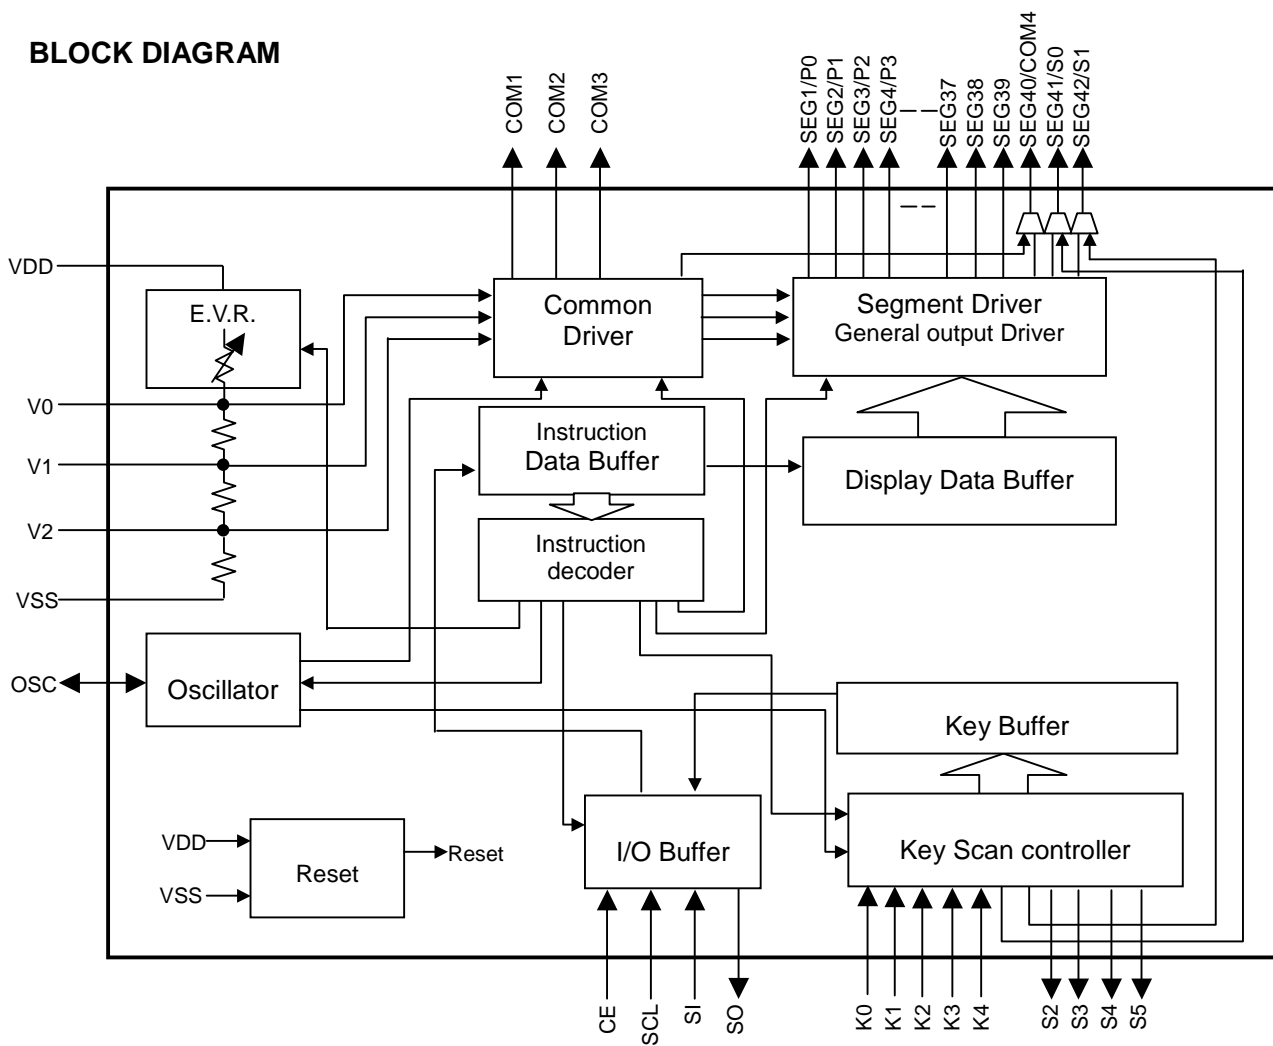 BLOCK DIAGRAM
COM1
COM2
COM3
SEG1/P0
SEG2/P1
SEG3/P2
SEG4/P3
SEG37
SEG38
SEG39
SEG40/COM4
SEG41/S0
SEG42/S1
VDD
E.V.R.
V0
V1
V2
VSS
OSC
Common
Driver
Segment Driver
General output Driver
Instruction
Data Buffer
Display Data Buffer
Instruction
decoder
Oscillator
Key Buffer
VDD
VSS
Reset
Reset
I/O Buffer
Key Scan controller
CE
SCL
SI
SO
K0
K1
K2
K3
K4
S2
S3
S4
S5